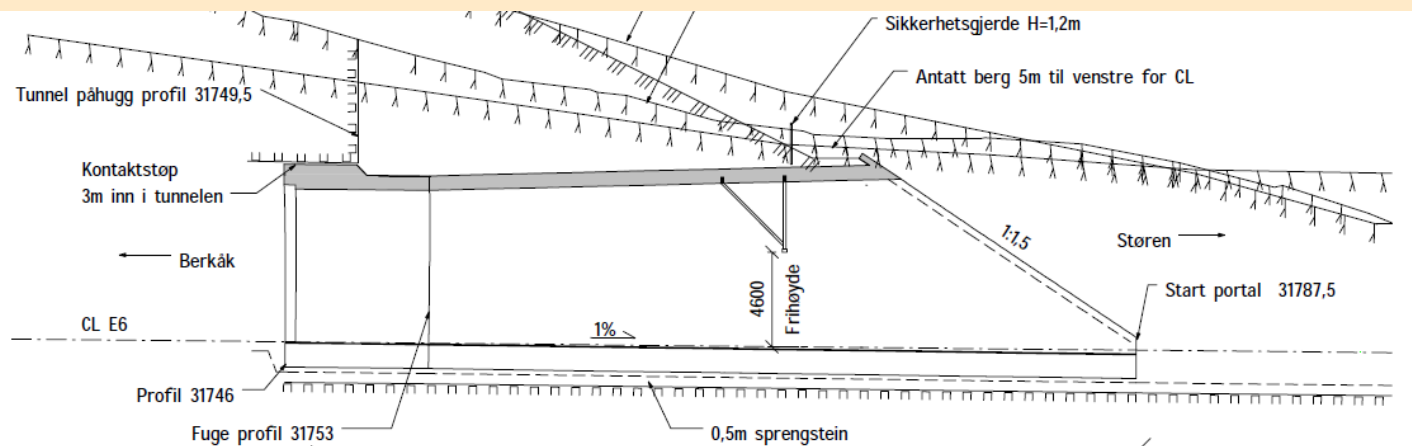 Sikkerhetsgjerde H=1,2m
Antatt berg 5m til venstre for CL
Tunnel påhugg profil 31749,5
Kontaktstøp
3m inn i tunnelen
Berkåk
1:1,5
Støren
4600
Frihøyde
Start portal 31787,5
CL E6
1%
Profil 31746
Fuge profil 31753
0,5m sprengstein